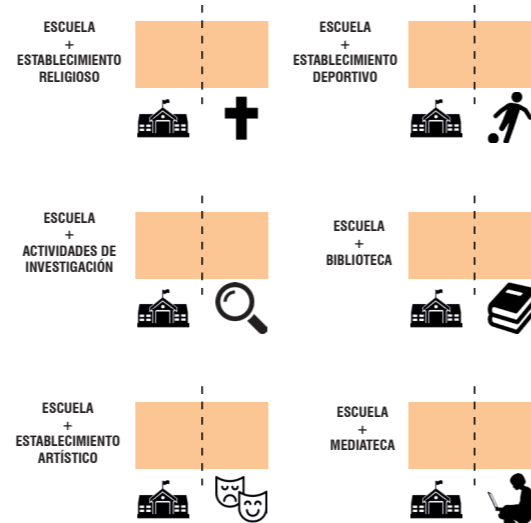 ESCUELA
+
ESTABLECIMIENTO
RELIGIOSO
ESCUELA
+
ESTABLECIMIENTO
DEPORTIVO
ESCUELA
+
ACTIVIDADES DE
INVESTIGACIÓN
ESCUELA
+
BIBLIOTECA
ESCUELA
+
ESTABLECIMIENTO
ARTÍSTICO
ESCUELA
+
MEDIATECA